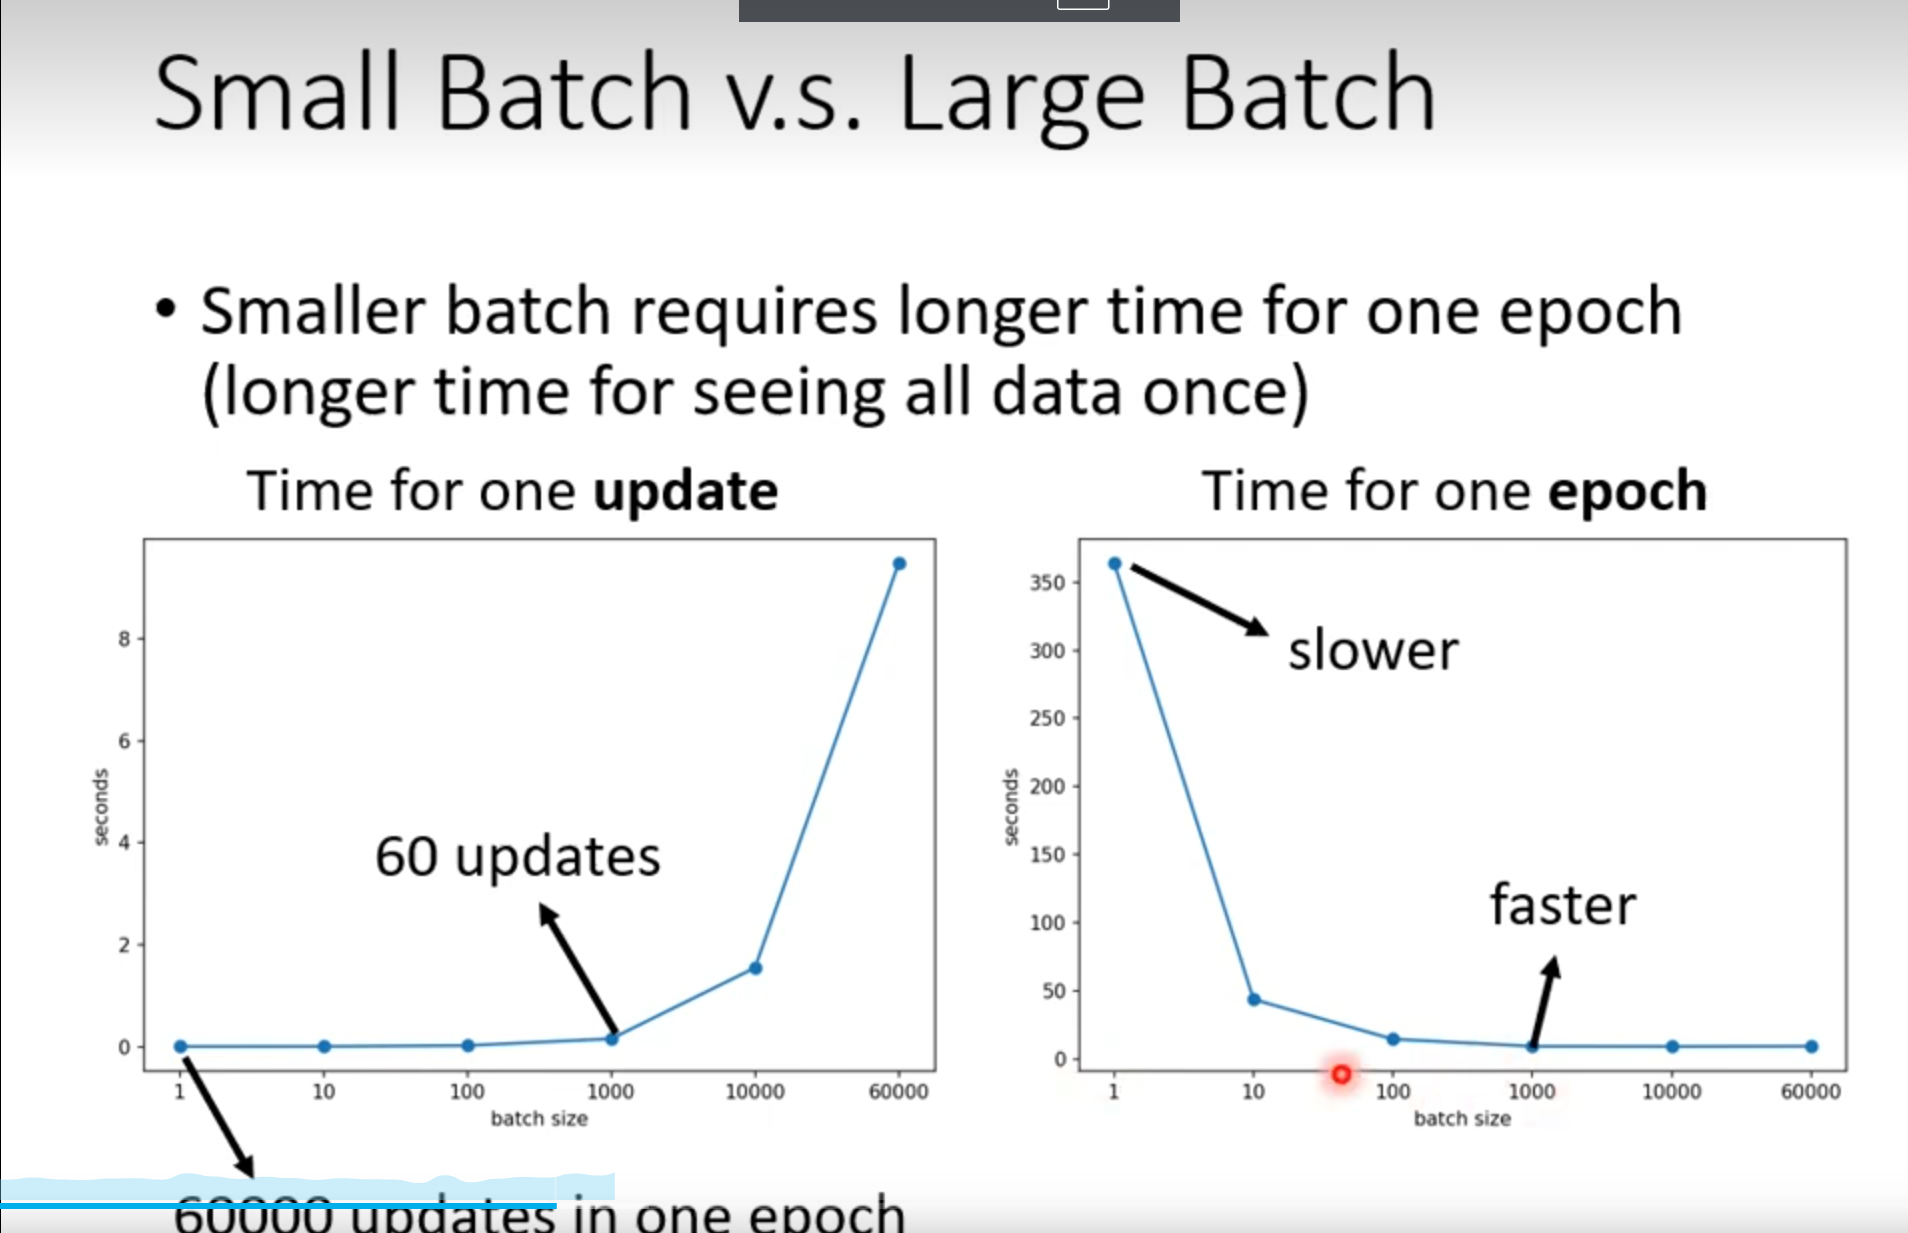 Small Batch v.s. Large Batch
• Smaller batch requires longer time for one epoch
(longer time for seeing all data once)
Time for one update
8
6
4
2
0
seconds
60 updates
1 10 100 1000 10000 60000
batch size
60000 updates in one epoch
Time for one epoch
350
300
250
200
150
100
50
0
seconds
slower
faster
1 10 100 1000 10000 60000
batch size